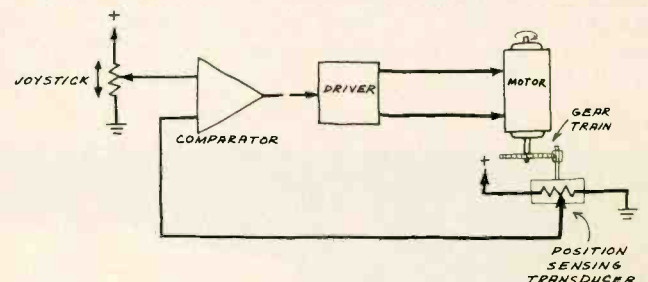 +
JOYSTICK
COMPARATOR
DRIVER
MOTOR
GEAR
TRAIN
+
POSITION
SENSING
TRANSDUCER